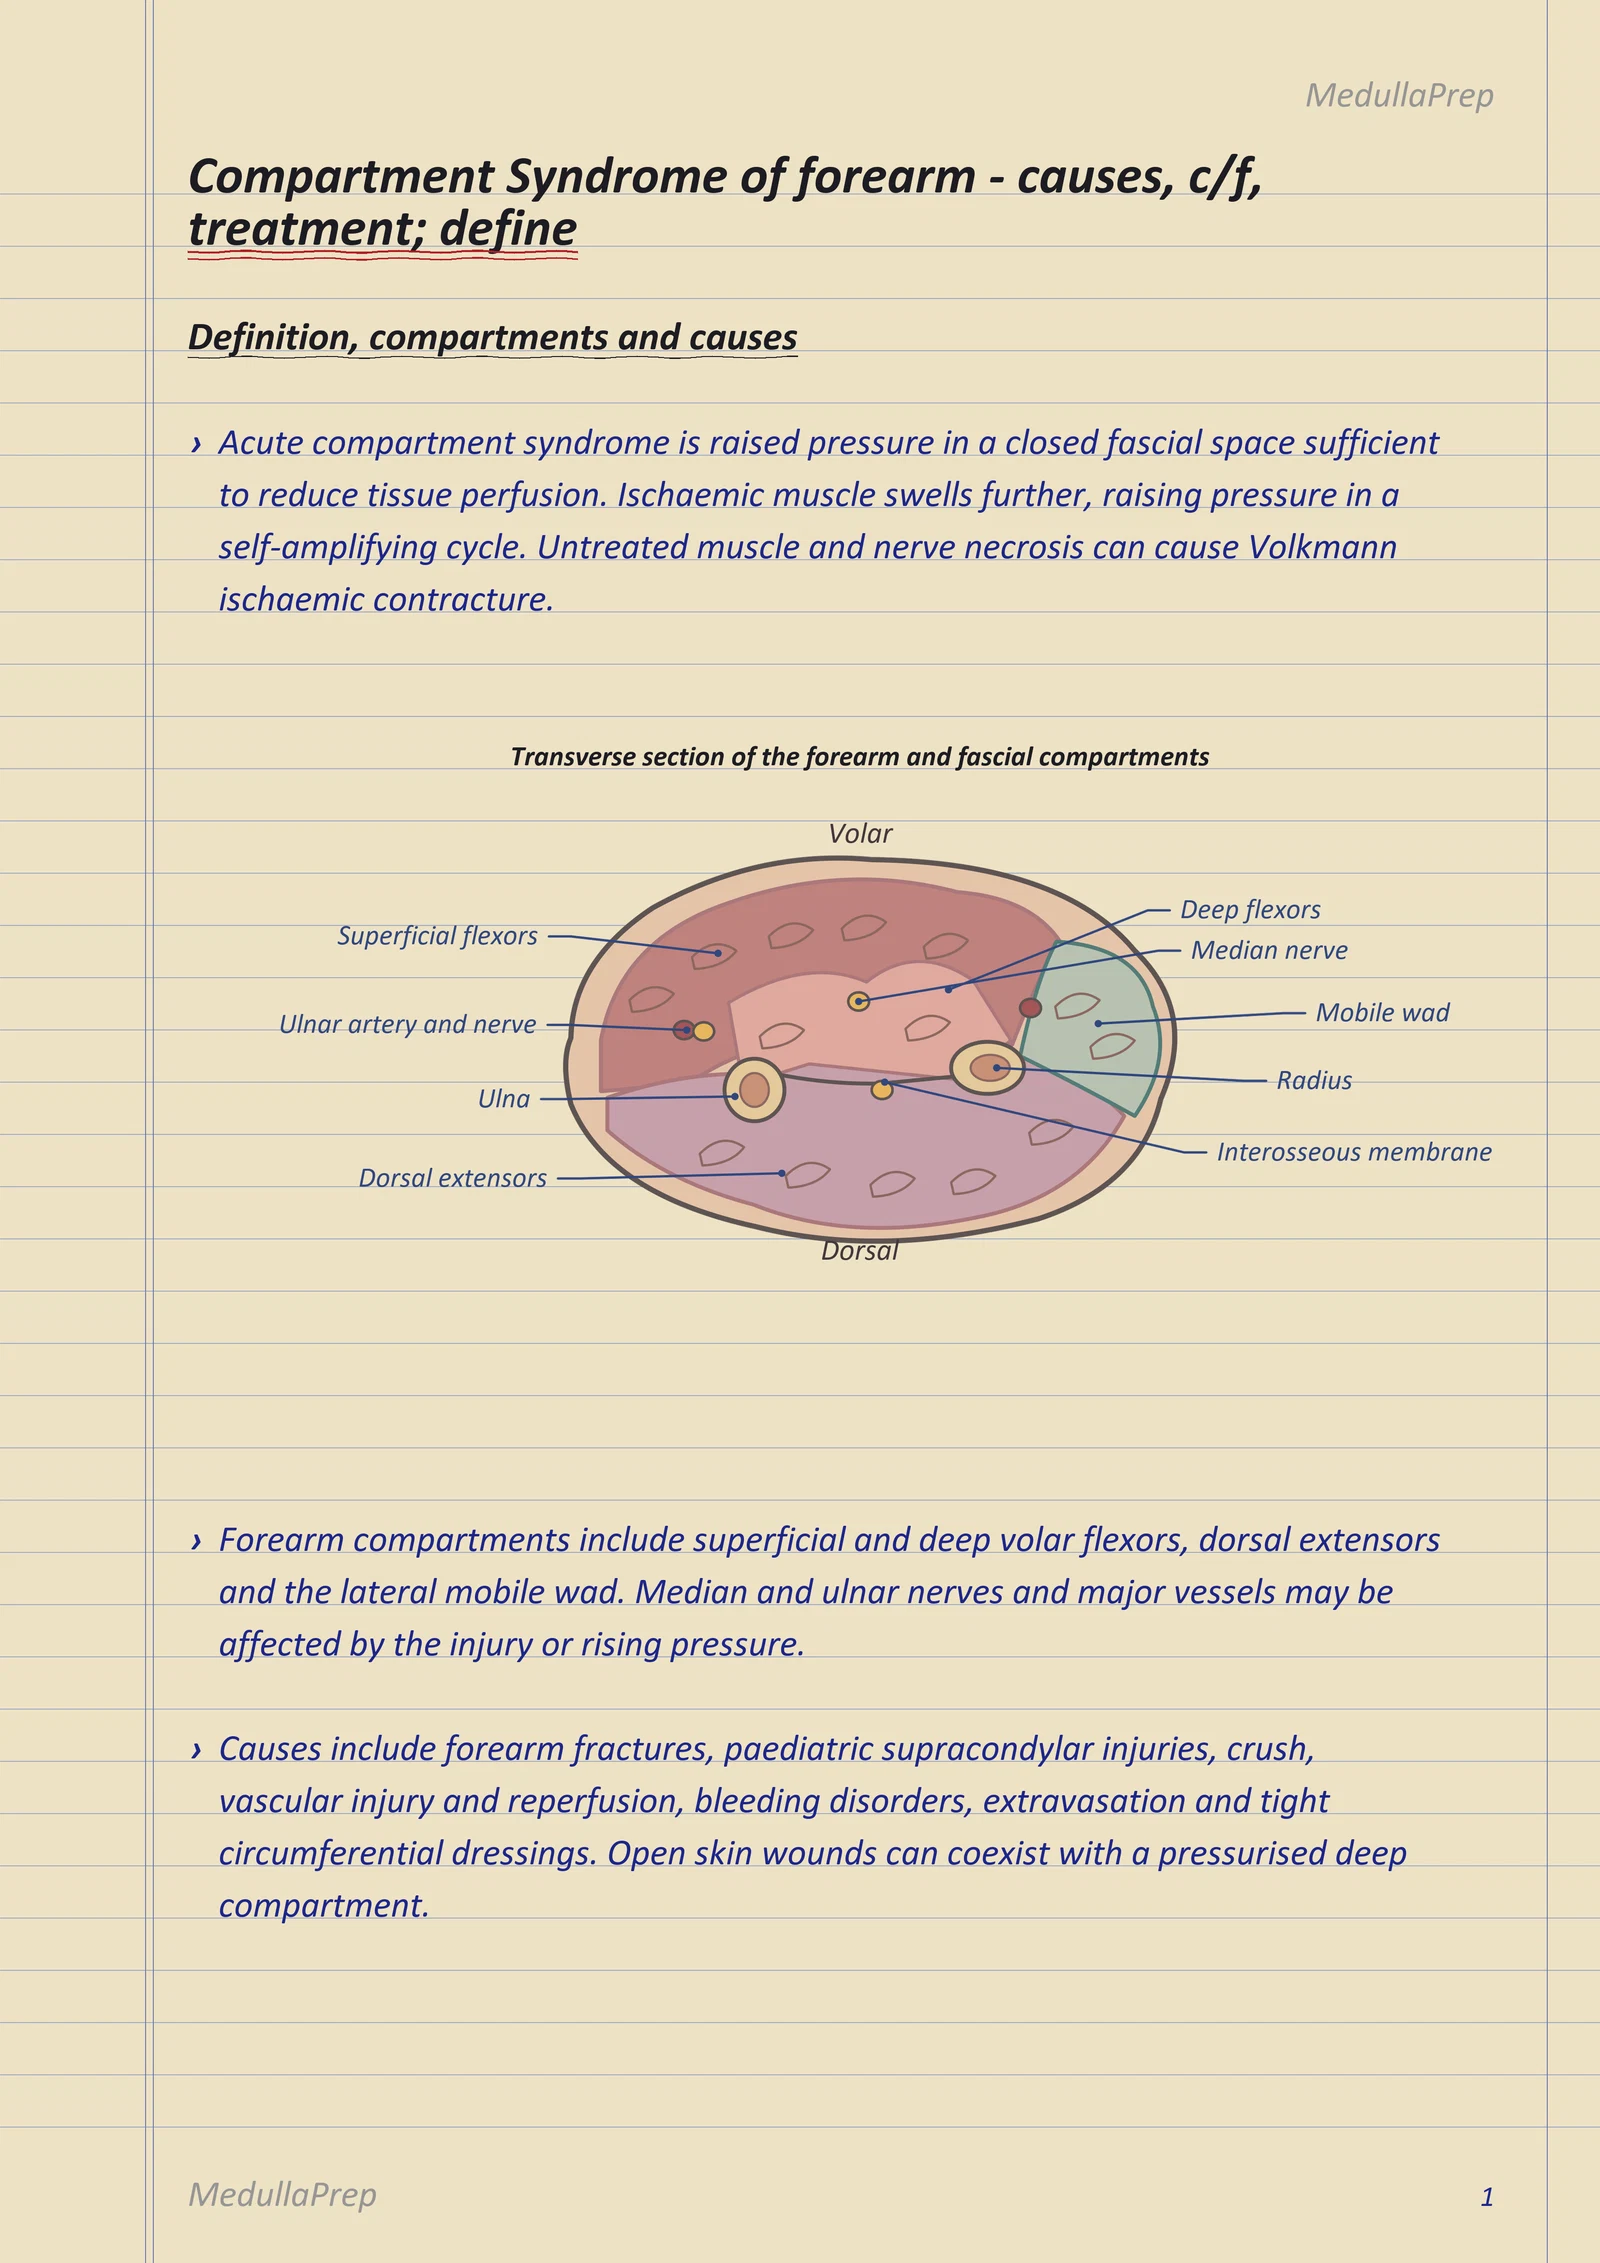 MedullaPrep
Compartment Syndrome of forearm - causes, c/f,
treatment; define
Definition, compartments and causes
› Acute compartment syndrome is raised pressure in a closed fascial space sufficient
to reduce tissue perfusion. Ischaemic muscle swells further, raising pressure in a
self-amplifying cycle. Untreated muscle and nerve necrosis can cause Volkmann
ischaemic contracture.
Transverse section of the forearm and fascial compartments
Volar
Deep flexors
Superficial flexors
Median nerve
Mobile wad
Ulnar artery and nerve
Radius
Ulna
Interosseous membrane
Dorsal extensors
Dorsal
› Forearm compartments include superficial and deep volar flexors, dorsal extensors
and the lateral mobile wad. Median and ulnar nerves and major vessels may be
affected by the injury or rising pressure.
› Causes include forearm fractures, paediatric supracondylar injuries, crush,
vascular injury and reperfusion, bleeding disorders, extravasation and tight
circumferential dressings. Open skin wounds can coexist with a pressurised deep
compartment.
MedullaPrep
1